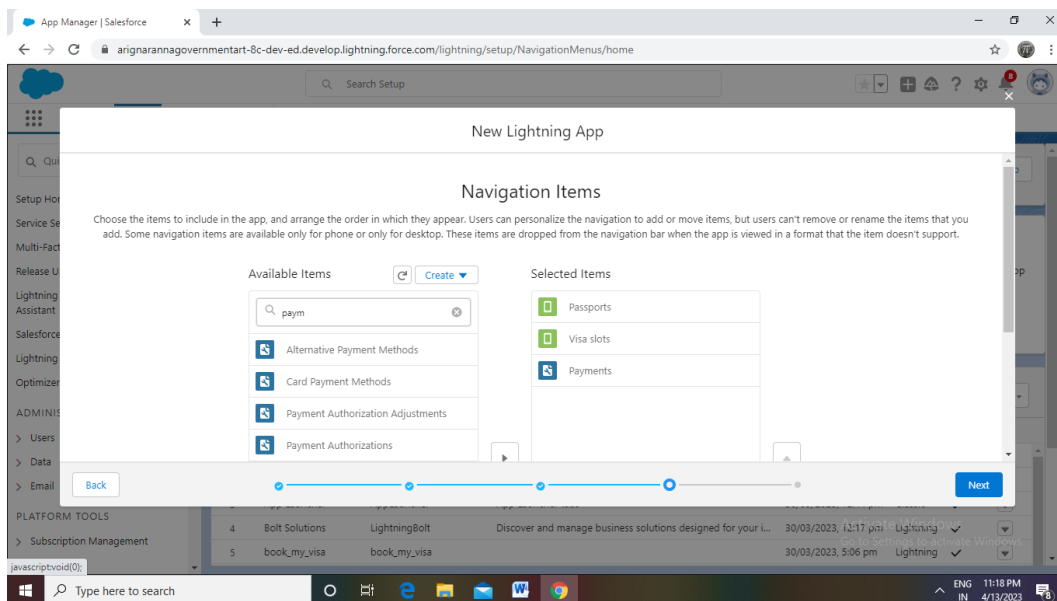 App Manager | Salesforce
arignarannagovernmentart-8c-dev-ed.develop.lightning.force.com/lightning/setup/NavigationMenus/home
Search Setup
8
New Lightning App
Qui
Navigation Items
Setup Hor
Choose the items to include in the app, and arrange the order in which they appear. Users can personalize the navigation to add or move items, but users can't remove or rename the items that you
Service Se
add. Some navigation items are available only for phone or only for desktop. These items are dropped from the navigation bar when the app is viewed in a format that the item doesn't support.
Multi-Fact
Release U
Available Items
Create
Selected Items
Lightning
Assistant
paym
Passports
Salesforce
Alternative Payment Methods
Visa slots
Lightning
Card Payment Methods
Payments
Optimizer
Payment Authorization Adjustments
ADMINIS
Payment Authorizations
Users
Data
Email
Back
Next
PLATFORM TOOLS
4 Bolt Solutions LightningBolt Discover and manage business solutions designed for your i... 30/03/2023, 12:17 pm Lightning
Activate Windows
Go to Settings to activate Windows.
Subscription Management
5 book_my_visa book_my_visa 30/03/2023, 5:06 pm Lightning
javascript:void(0);
Type here to search
ENG 11:18 PM
IN 4/13/2023
8